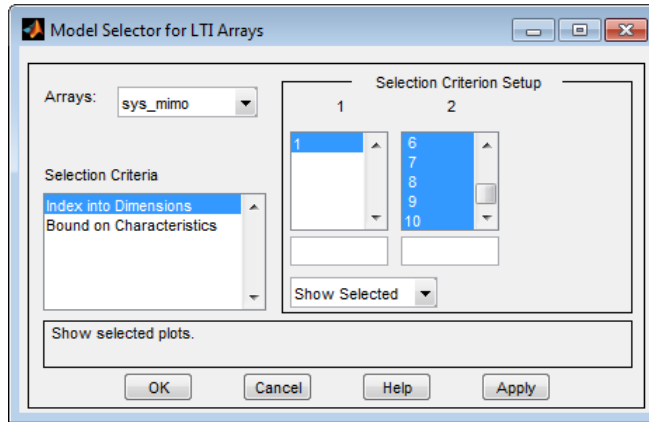 Model Selector for LTI Arrays
Arrays:
sys_mimo
Selection Criterion Setup
1
2
1
6
7
8
9
10
Selection Criteria
Index into Dimensions
Bound on Characteristics
Show Selected
Show selected plots.
OK
Cancel
Help
Apply